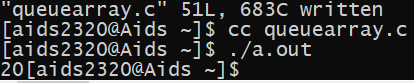 "queuearray.c" 51L, 683C written
[aids2320@Aids ~]$ cc queuearray.c
[aids2320@Aids ~]$ ./a.out
20[aids2320@Aids ~]$